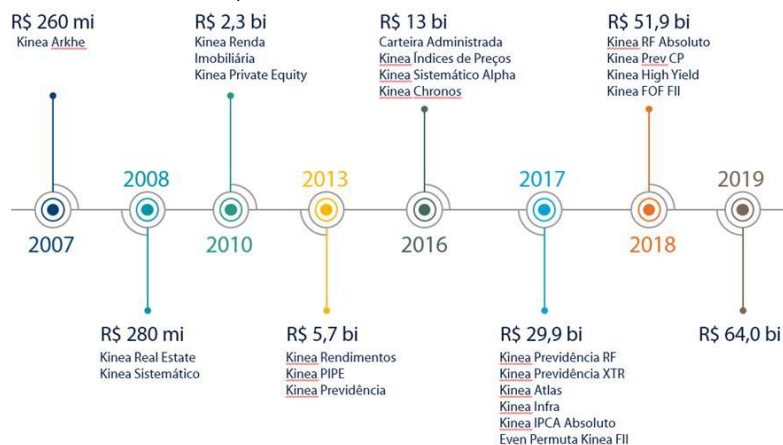 R$ 260 mi
Kinea Arkhe
R$ 2,3 bi
Kinea Renda
Imobiliária
Kinea Private Equity
R$ 13 bi
Carteira Administrada
Kinea Índices de Preços
Kinea Sistemático Alpha
Kinea Chronos
R$ 51,9 bi
Kinea RF Absoluto
Kinea Prev CP
Kinea High Yield
Kinea FOF FII
2008
2013
2017
2019
2007
2010
2016
2018
R$ 280 mi
Kinea Real Estate
Kinea Sistemático
R$ 5,7 bi
Kinea Rendimentos
Kinea PIPE
Kinea Previdência
R$ 29,9 bi
Kinea Previdência RF
Kinea Previdência XTR
Kinea Atlas
Kinea Infra
Kinea IPCA Absoluto
Even Permuta Kinea FII
R$ 64,0 bi